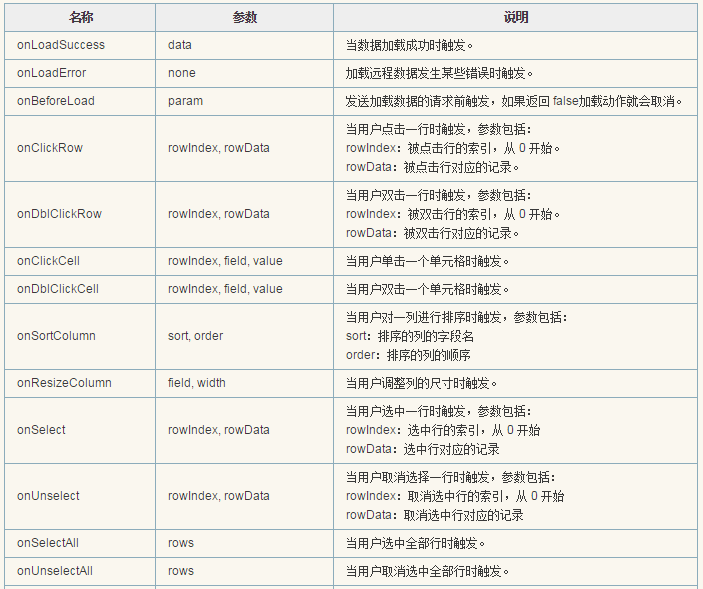 名称 参数 说明
onLoadSuccess data 当数据加载成功时触发。
onLoadError none 加载远程数据发生某些错误时触发。
onBeforeLoad param 发送加载数据的请求前触发，如果返回 false加载动作就会取消。
onClickRow rowIndex, rowData 当用户点击一行时触发，参数包括：
rowIndex：被点击行的索引，从 0 开始。
rowData：被点击行对应的记录。
onDblClickRow rowIndex, rowData 当用户双击一行时触发，参数包括：
rowIndex：被双击行的索引，从 0 开始。
rowData：被双击行对应的记录。
onClickCell rowIndex, field, value 当用户单击一个单元格时触发。
onDblClickCell rowIndex, field, value 当用户双击一个单元格时触发。
onSortColumn sort, order 当用户对一列进行排序时触发，参数包括：
sort：排序的列的字段名
order：排序的列的顺序
onResizeColumn field, width 当用户调整列的尺寸时触发。
onSelect rowIndex, rowData 当用户选中一行时触发，参数包括：
rowIndex：选中行的索引，从 0 开始
rowData：选中行对应的记录
onUnselect rowIndex, rowData 当用户取消选择一行时触发，参数包括：
rowIndex：取消选中行的索引，从 0 开始
rowData：取消选中行对应的记录
onSelectAll rows 当用户选中全部行时触发。
onUnselectAll rows 当用户取消选中全部行时触发。